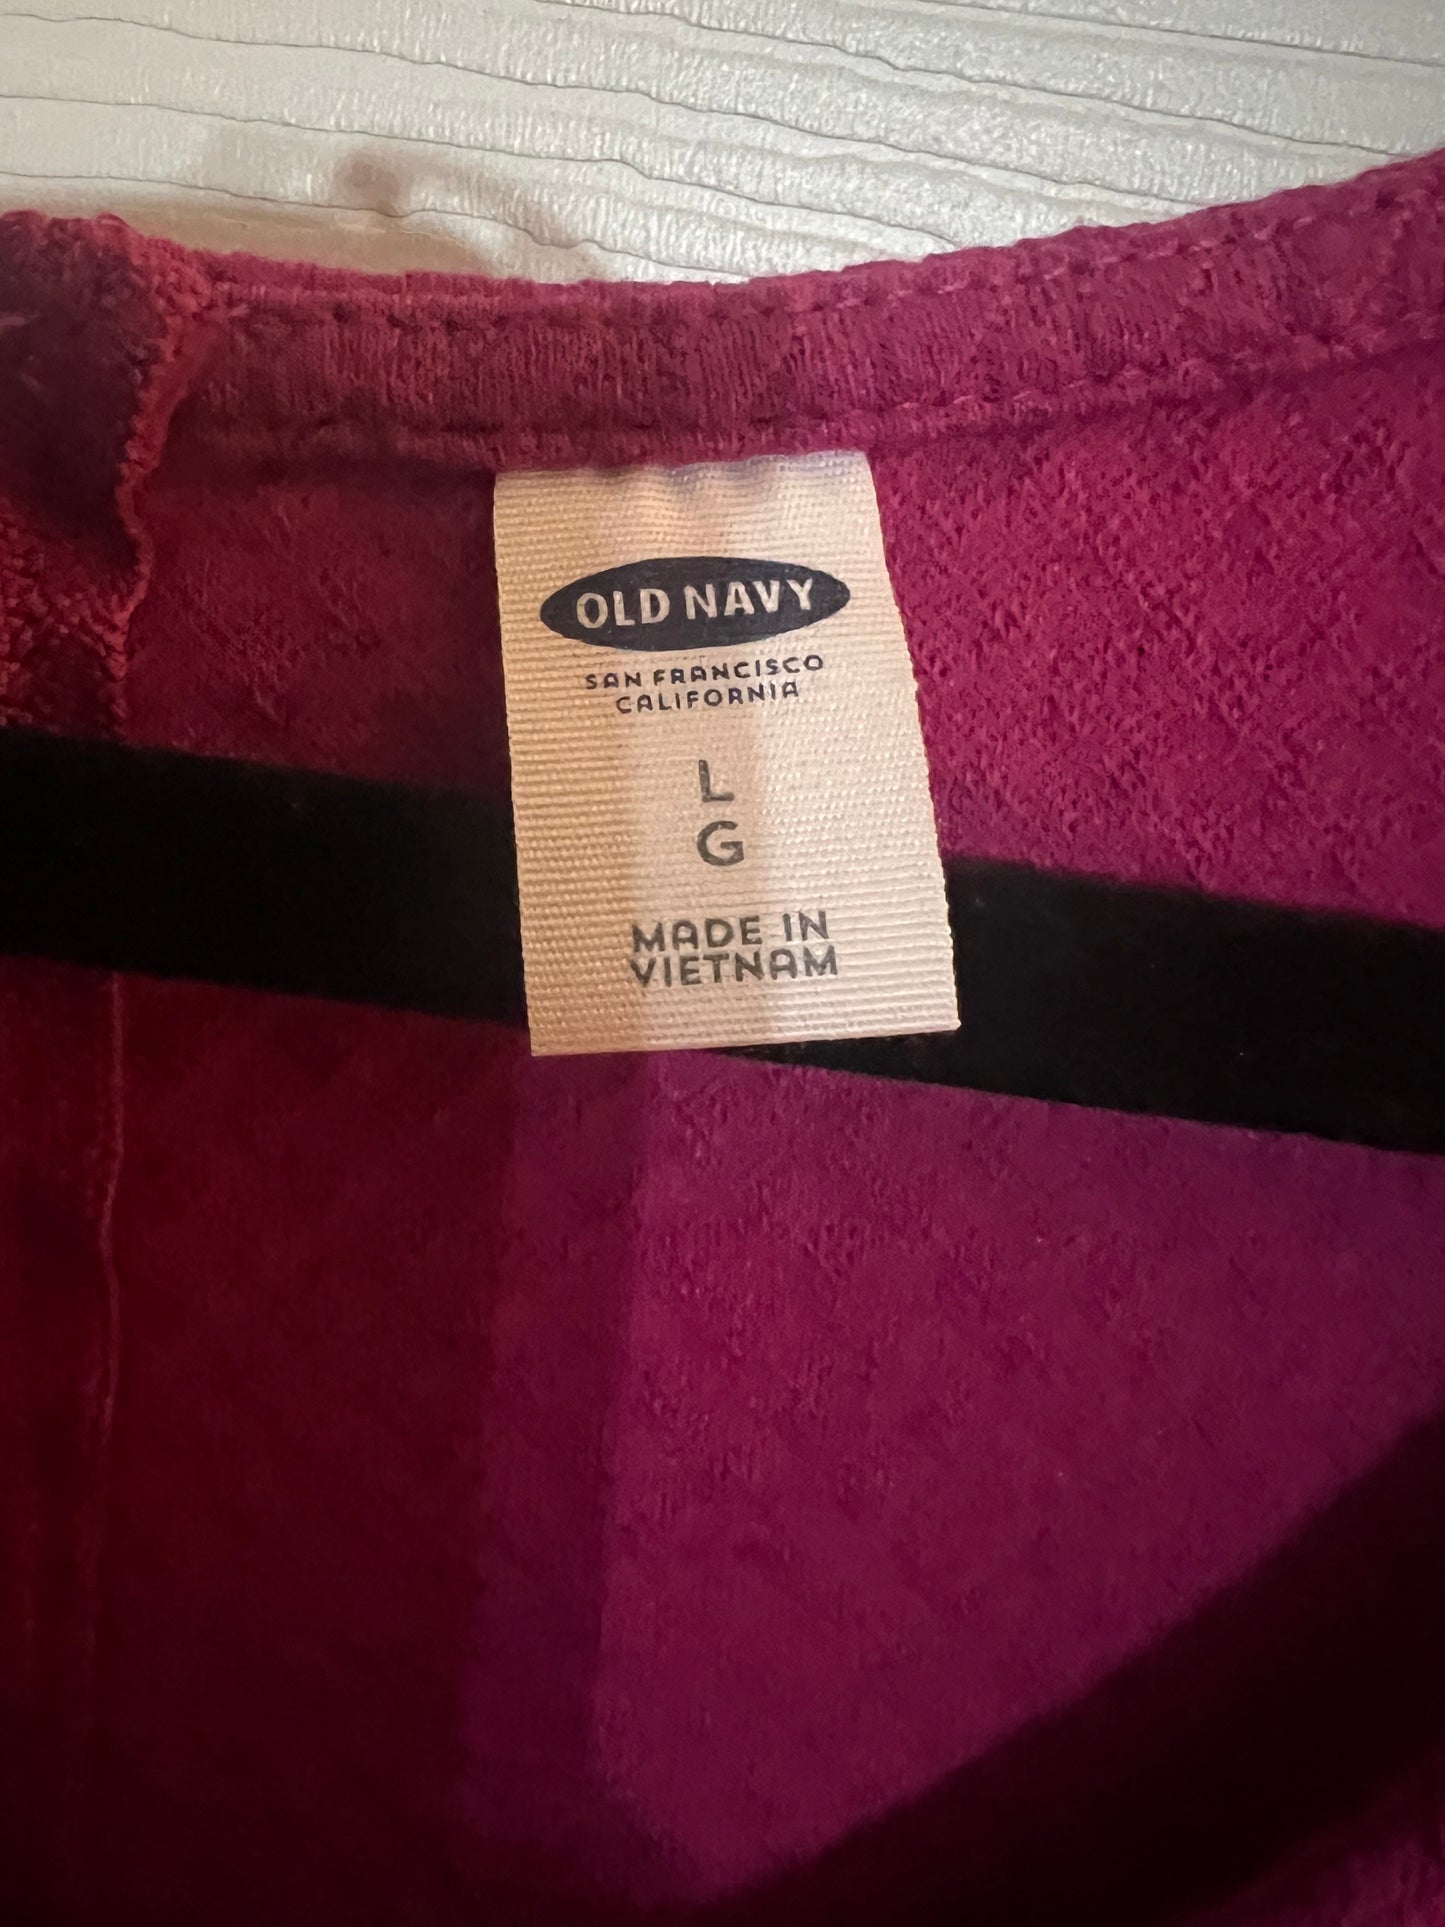 OLD NAVY
SAN FRANCISCO
CALIFORNIA
L
G
MADE IN
VIETNAM